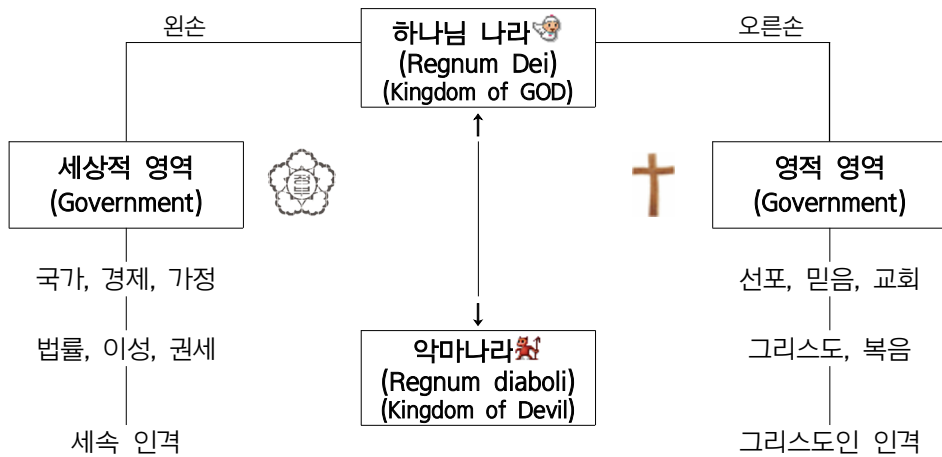 왼손
하나님 나라
(Regnum Dei)
(Kingdom of GOD)
오른손
세상적 영역
(Government)
영적 영역
(Government)
국가, 경제, 가정
선포, 믿음, 교회
법률, 이성, 권세
악마나라
(Regnum diaboli)
(Kingdom of Devil)
그리스도, 복음
세속 인격
그리스도인 인격